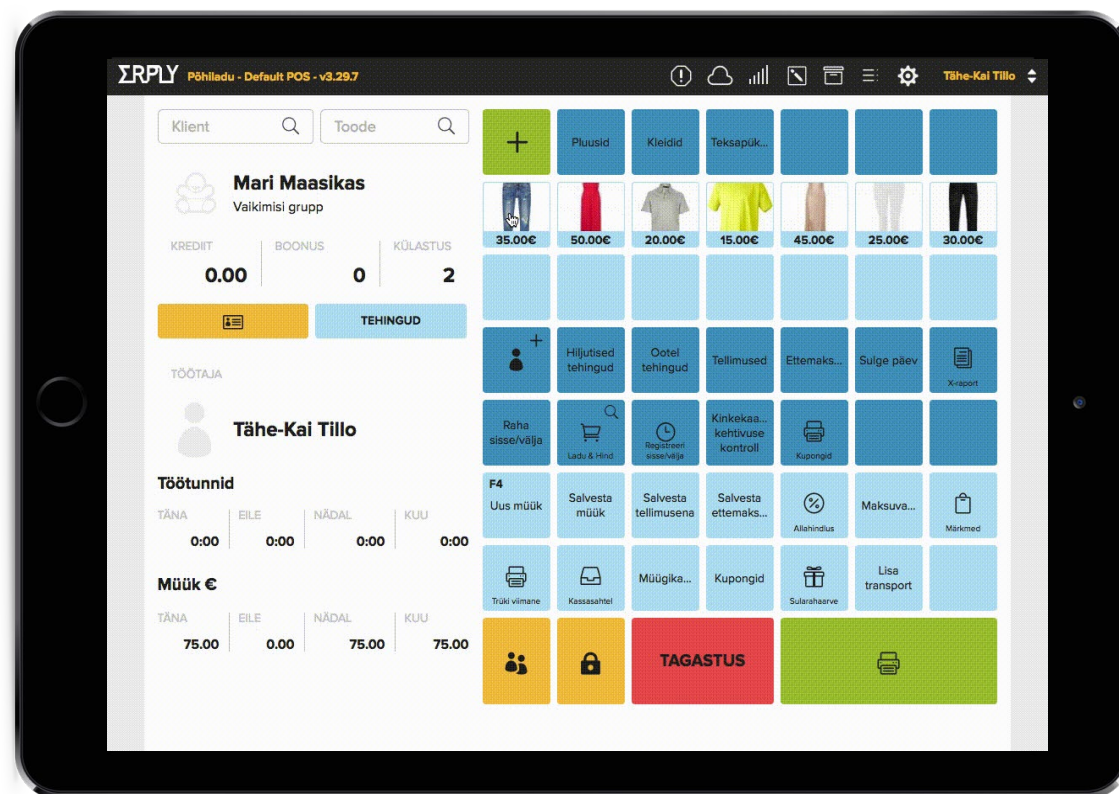 ERPLY Põhiladu - Default POS - v3.29.7
Tähe-Kai Tillo
Klient
Toode
Mari Maasikas
Vaikimisi grupp
KREDIIT BOONUS KÜLASTUS
0.00 0 2
TEHINGUD
TÖÖTAJA
Tähe-Kai Tillo
Töötunnid
TÄNA EILE NÄDAL KUU
0:00 0:00 0:00 0:00
Müük €
TÄNA EILE NÄDAL KUU
75.00 0.00 75.00 75.00
+ Pluusid Kleidid Teksapük...
35.00€ 50.00€ 20.00€ 15.00€ 45.00€ 25.00€ 30.00€
+
Hiljutised
tehingud
Ootel
tehingud
Tellimused
Ettemaks...
Sulge päev
X-raport
Raha
sisse/välja
Ladu & Hind
Registreeri
sisse/välja
Kinkekaa...
kehtivuse
kontroll
Kupongid
F4
Uus müük
Salvesta
müük
Salvesta
tellimusena
Salvesta
ettemaks...
Allahindlus
Maksuva...
Märkmed
Trüki viimane
Kassasahtel
Müügika...
Kupongid
Sularahaarve
Lisa
transport
TAGASTUS